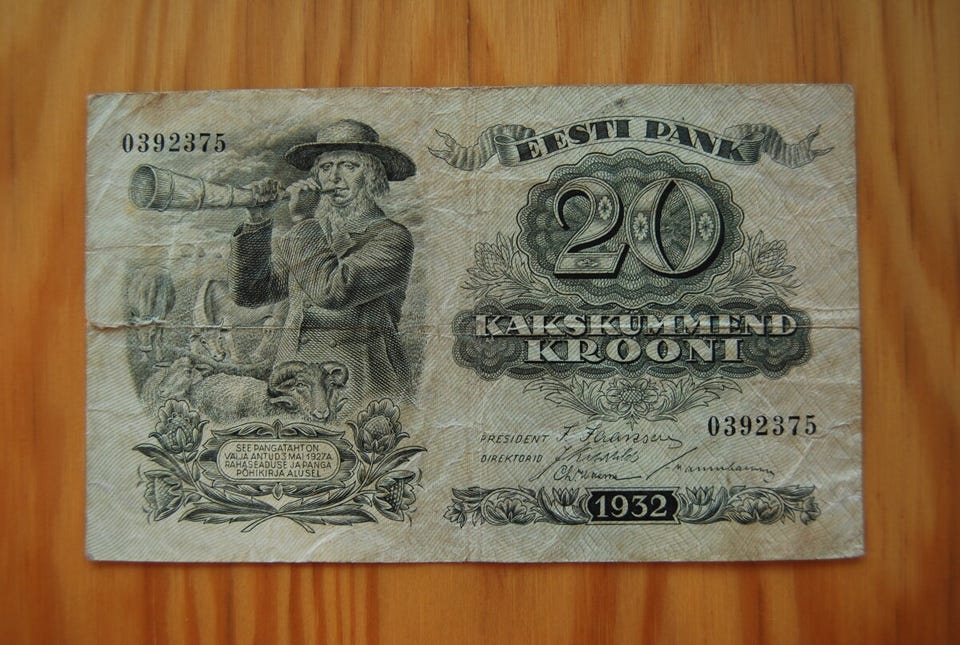 0392375
EESTI PANK
20
KAKSKÜMMEND
KROONI
SEE PANGATÄHT ON
VÄLJA ANTUD 3 MAI 1927 A.
RAHASEADUSE JA PANGA
PÕHIKIRJA ALUSEL
0392375
PRESIDENT
DIREKTORID
1932